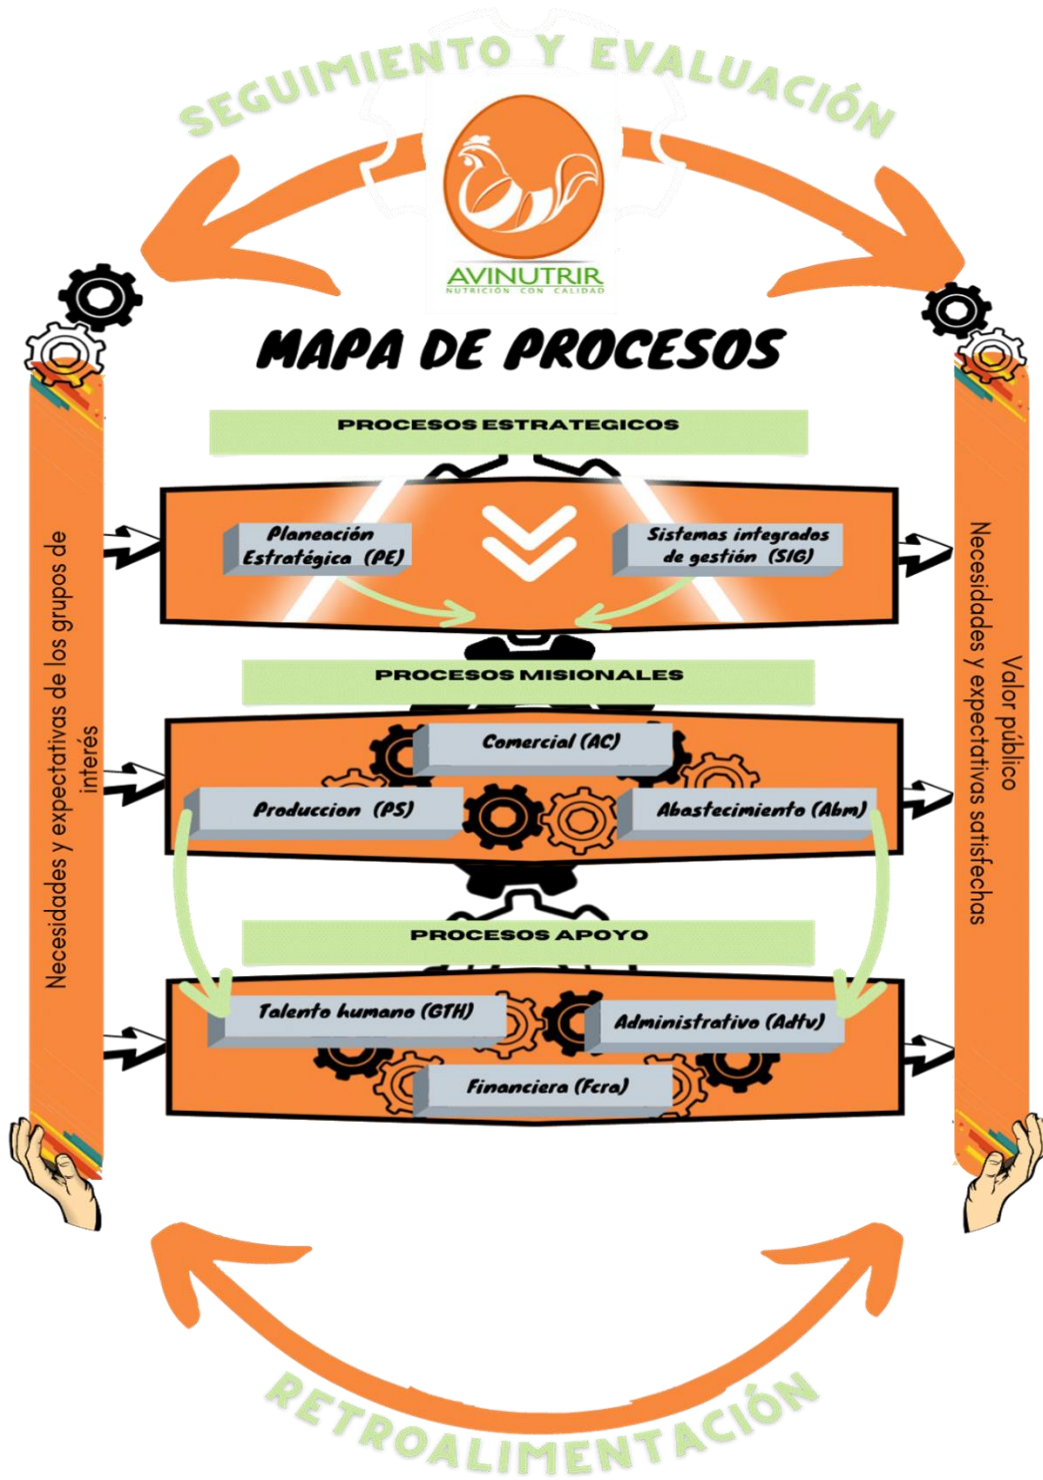 SEGUIMIENTO Y EVALUACIÓN
AVINUTRIR
NUTRICIÓN CON CALIDAD
MAPA DE PROCESOS
PROCESOS ESTRATEGICOS
Planeación
Estratégica (PE)
Sistemas integrados
de gestión (SIG)
PROCESOS MISIONALES
Comercial (AC)
Produccion (PS)
Abastecimiento (Abm)
PROCESOS APOYO
Talento humano (GTH)
Administrativo (Adtv)
Financiera (Fcra)
Necesidades y expectativas de los grupos de
interés
Valor público
Necesidades y expectativas satisfechas
RETROALIMENTACIÓN